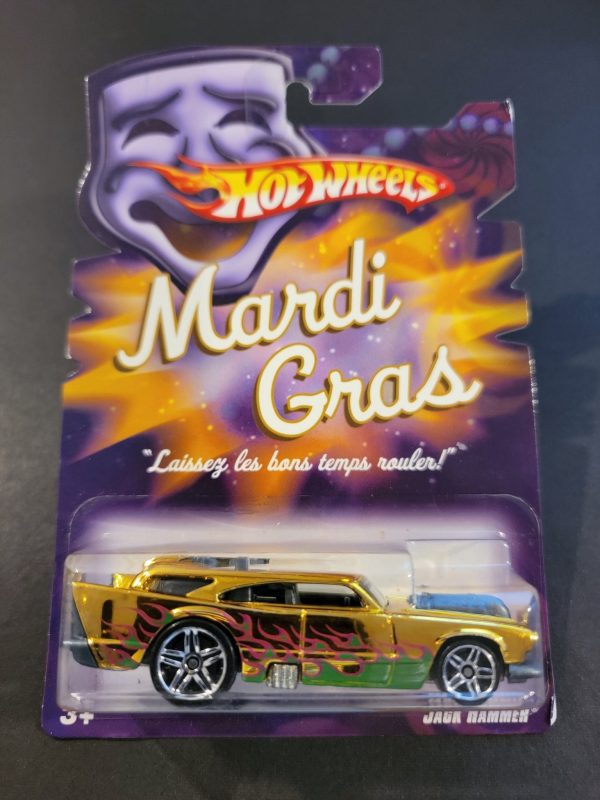 HOT WHEELS
Mardi
Gras
"Laissez les bons temps rouler!"
3+
JACK HAMMER